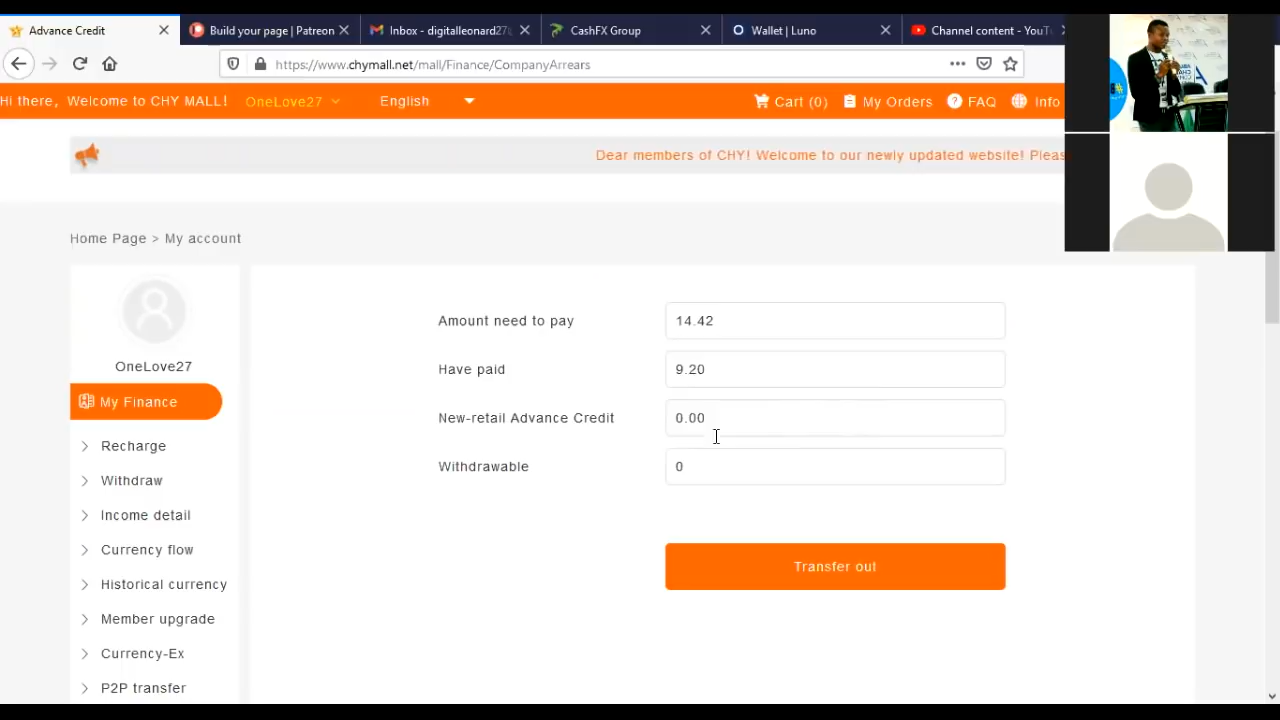 Advance Credit
Build your page | Patreon
Inbox - digitalleonard27
CashFX Group
Wallet | Luno
Channel content - YouTu
https://www.chymall.net/mall/Finance/CompanyArrears
Hi there, Welcome to CHY MALL! OneLove27 English Cart (0) My Orders FAQ Info
Dear members of CHY! Welcome to our newly updated website! Pleas
Home Page > My account
OneLove27
My Finance
Recharge
Withdraw
Income detail
Currency flow
Historical currency
Member upgrade
Currency-Ex
P2P transfer
Amount need to pay 14.42
Have paid 9.20
New-retail Advance Credit 0.00
Withdrawable 0
Transfer out